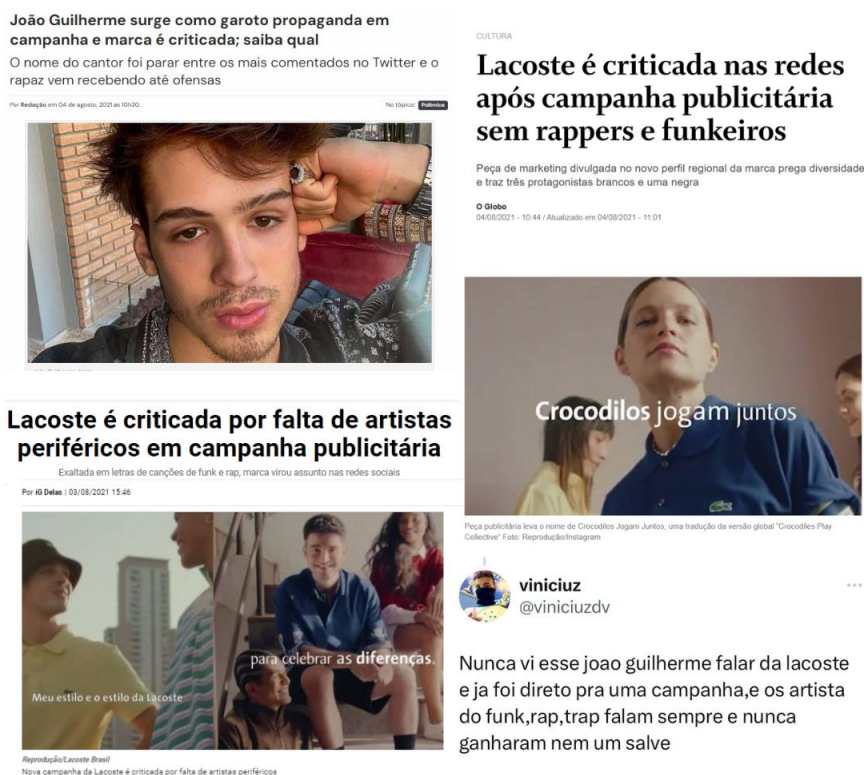 João Guilherme surge como garoto propaganda em
campanha e marca é criticada; saiba qual
O nome do cantor foi parar entre os mais comentados no Twitter e o
rapaz vem recebendo até ofensas
Por Redação em 04 de agosto, 2021 as 10h30.
No tópico: Polêmica
Lacoste é criticada por falta de artistas
periféricos em campanha publicitária
Exaltada em letras de canções de funk e rap, marca virou assunto nas redes sociais
Por iG Delas | 03/08/2021 15:46
Meu estilo e o estilo da Lacoste
para celebrar as diferenças.
Reprodução/Lacoste Brasil
Nova campanha da Lacoste é criticada por falta de artistas periféricos
CULTURA
Lacoste é criticada nas redes
após campanha publicitária
sem rappers e funkeiros
Peça de marketing divulgada no novo perfil regional da marca prega diversidade
e traz três protagonistas brancos e uma negra
O Globo
04/08/2021 - 10:44 / Atualizado em 04/08/2021 - 11:01
Crocodilos jogam juntos
Peça publicitária leva o nome de Crocodilos Jogam Juntos, uma tradução da versão global "Crocodiles Play
Collective" Foto: Reprodução/Instagram
viniciuz
@viniciuzdv
Nunca vi esse joao guilherme falar da lacoste
e ja foi direto pra uma campanha,e os artista
do funk,rap,trap falam sempre e nunca
ganharam nem um salve